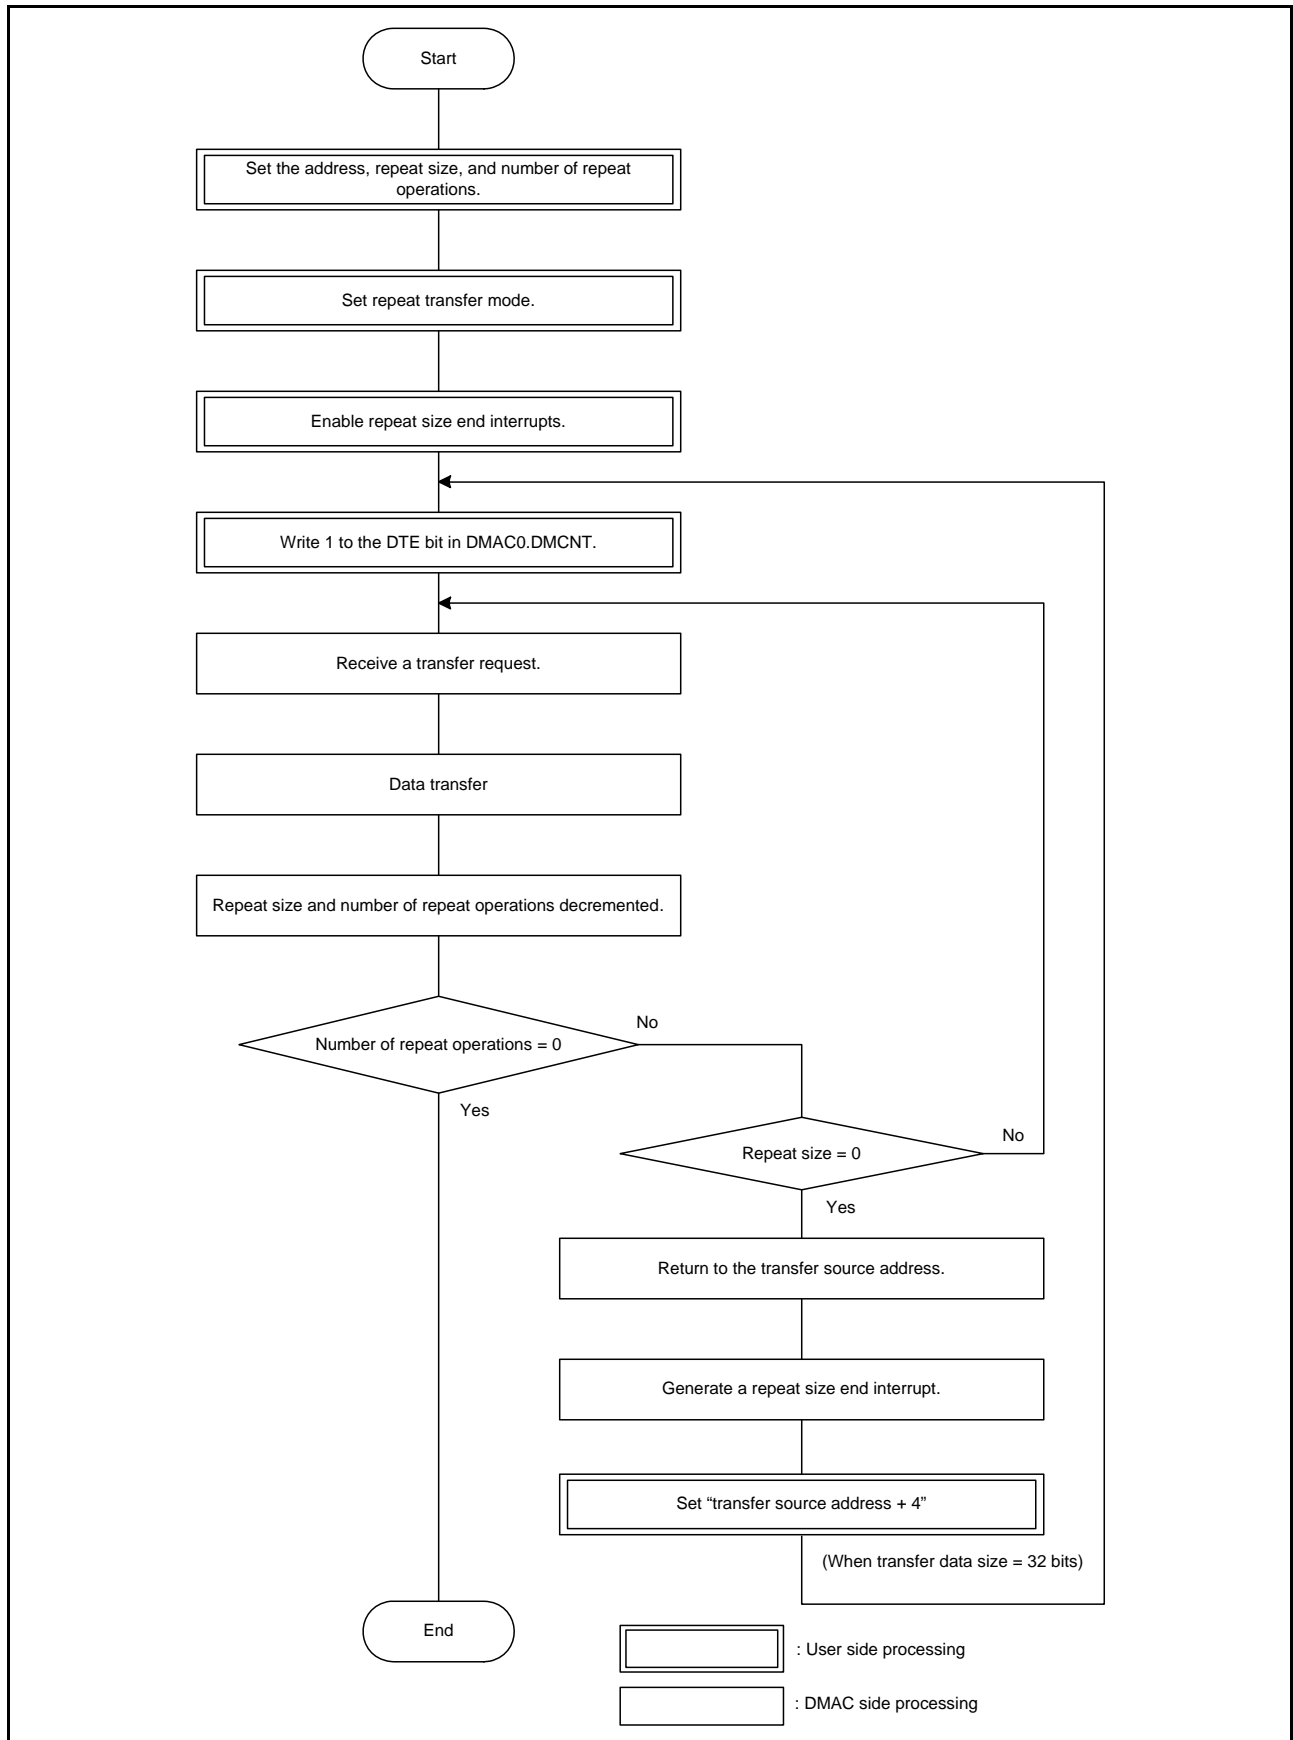 Start
Set the address, repeat size, and number of repeat
operations.
Set repeat transfer mode.
Enable repeat size end interrupts.
Write 1 to the DTE bit in DMAC0.DMCNT.
Receive a transfer request.
Data transfer
Repeat size and number of repeat operations decremented.
Number of repeat operations = 0
No
Yes
Repeat size = 0
No
Yes
Return to the transfer source address.
Generate a repeat size end interrupt.
Set “transfer source address + 4”
(When transfer data size = 32 bits)
End
: User side processing
: DMAC side processing